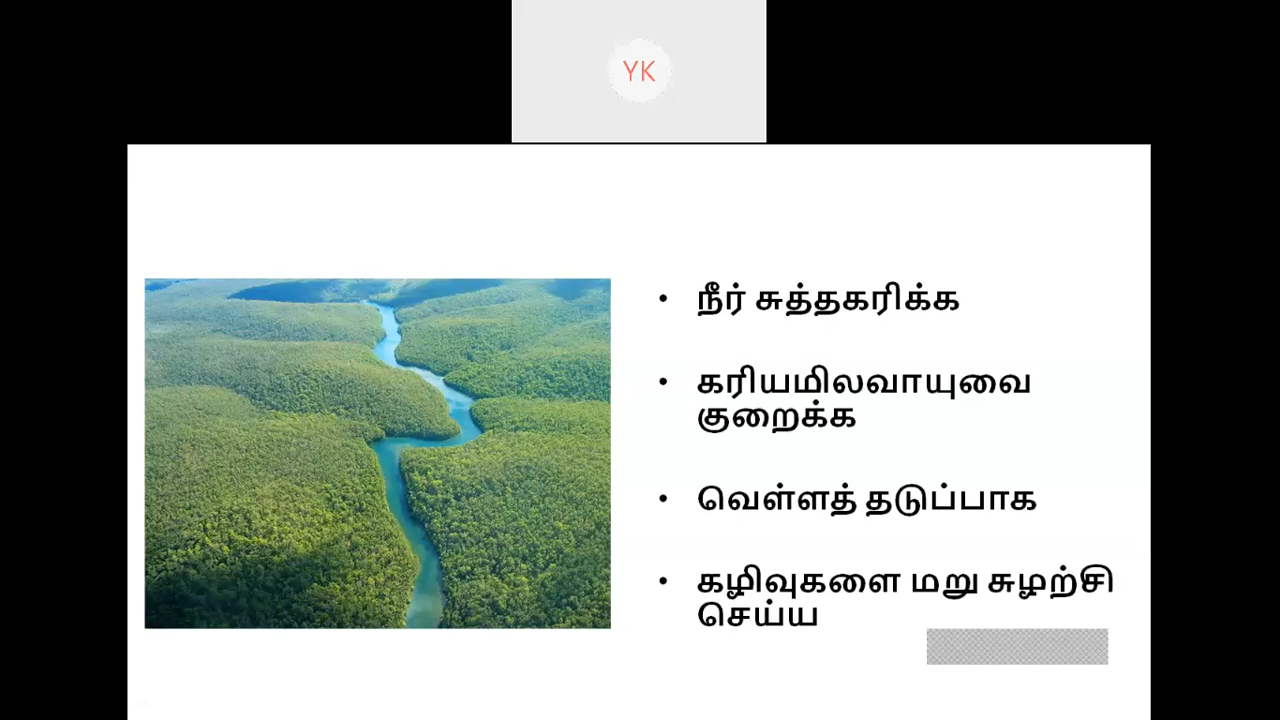 YK
• நீர் சுத்தகரிக்க
• கரியமிலவாயுவை
குறைக்க
• வெள்ளத் தடுப்பாக
• கழிவுகளை மறு சுழற்சி
செய்ய